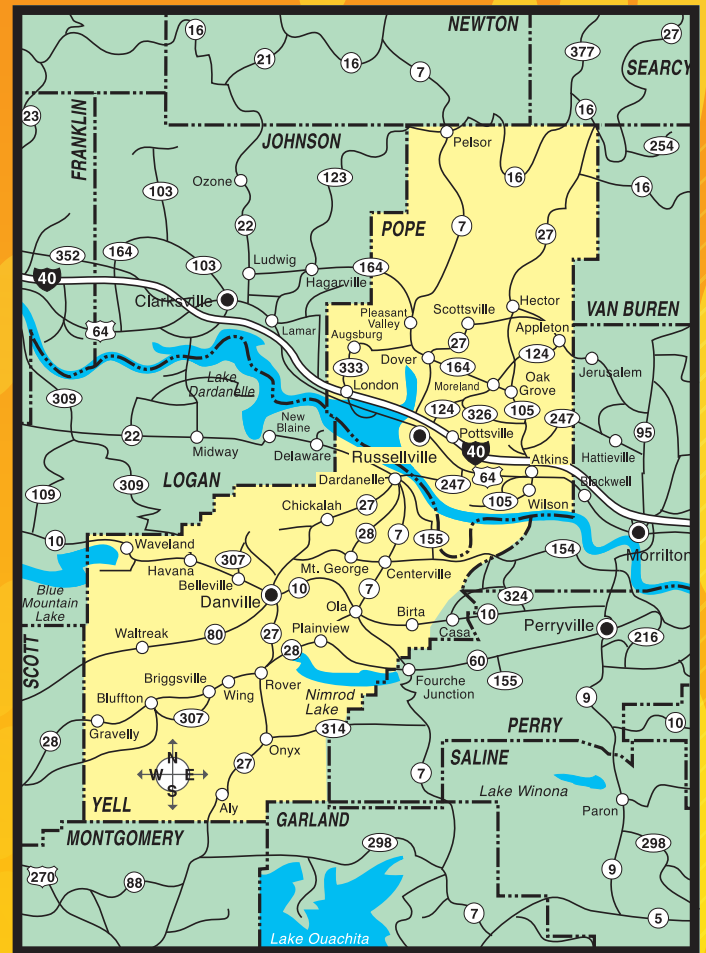 NEWTON
27
16
377
21
16
7
SEARCY
16
23
FRANKLIN
JOHNSON
Pelsor
254
Ozone
123
103
16
16
POPE
22
7
27
352
164
103
Ludwig
164
40
Hagarville
Clarksville
Hector
Pleasant
Valley
Scottsville
VAN BUREN
64
Lamar
Augsburg
27
Appleton
Dover
124
333
164
Jerusalem
Lake
Dardanelle
London
Moreland
Oak
Grove
309
124
326
105
247
95
22
New
Blaine
Pottsville
Midway
Delaware
Russellville
40
Hattieville
Atkins
LOGAN
Dardanelle
247
64
Blackwell
109
309
27
105
Wilson
Chickalah
28
7
155
10
Waveland
Morrilton
307
154
Havana
Mt. George
Centerville
Belleville
Blue
Mountain
Lake
Danville
10
7
324
Ola
Birta
10
Casa
Perryville
216
Waltreak
80
27
Plainview
SCOTT
28
60
Briggsville
Rover
Fourche
Junction
155
Wing
Bluffton
Nimrod
Lake
9
307
Gravelly
314
PERRY
10
28
Onyx
N
SALINE
W
E
27
7
S
Lake Winona
Aly
YELL
Paron
GARLAND
MONTGOMERY
298
298
270
88
9
7
5
Lake Ouachita